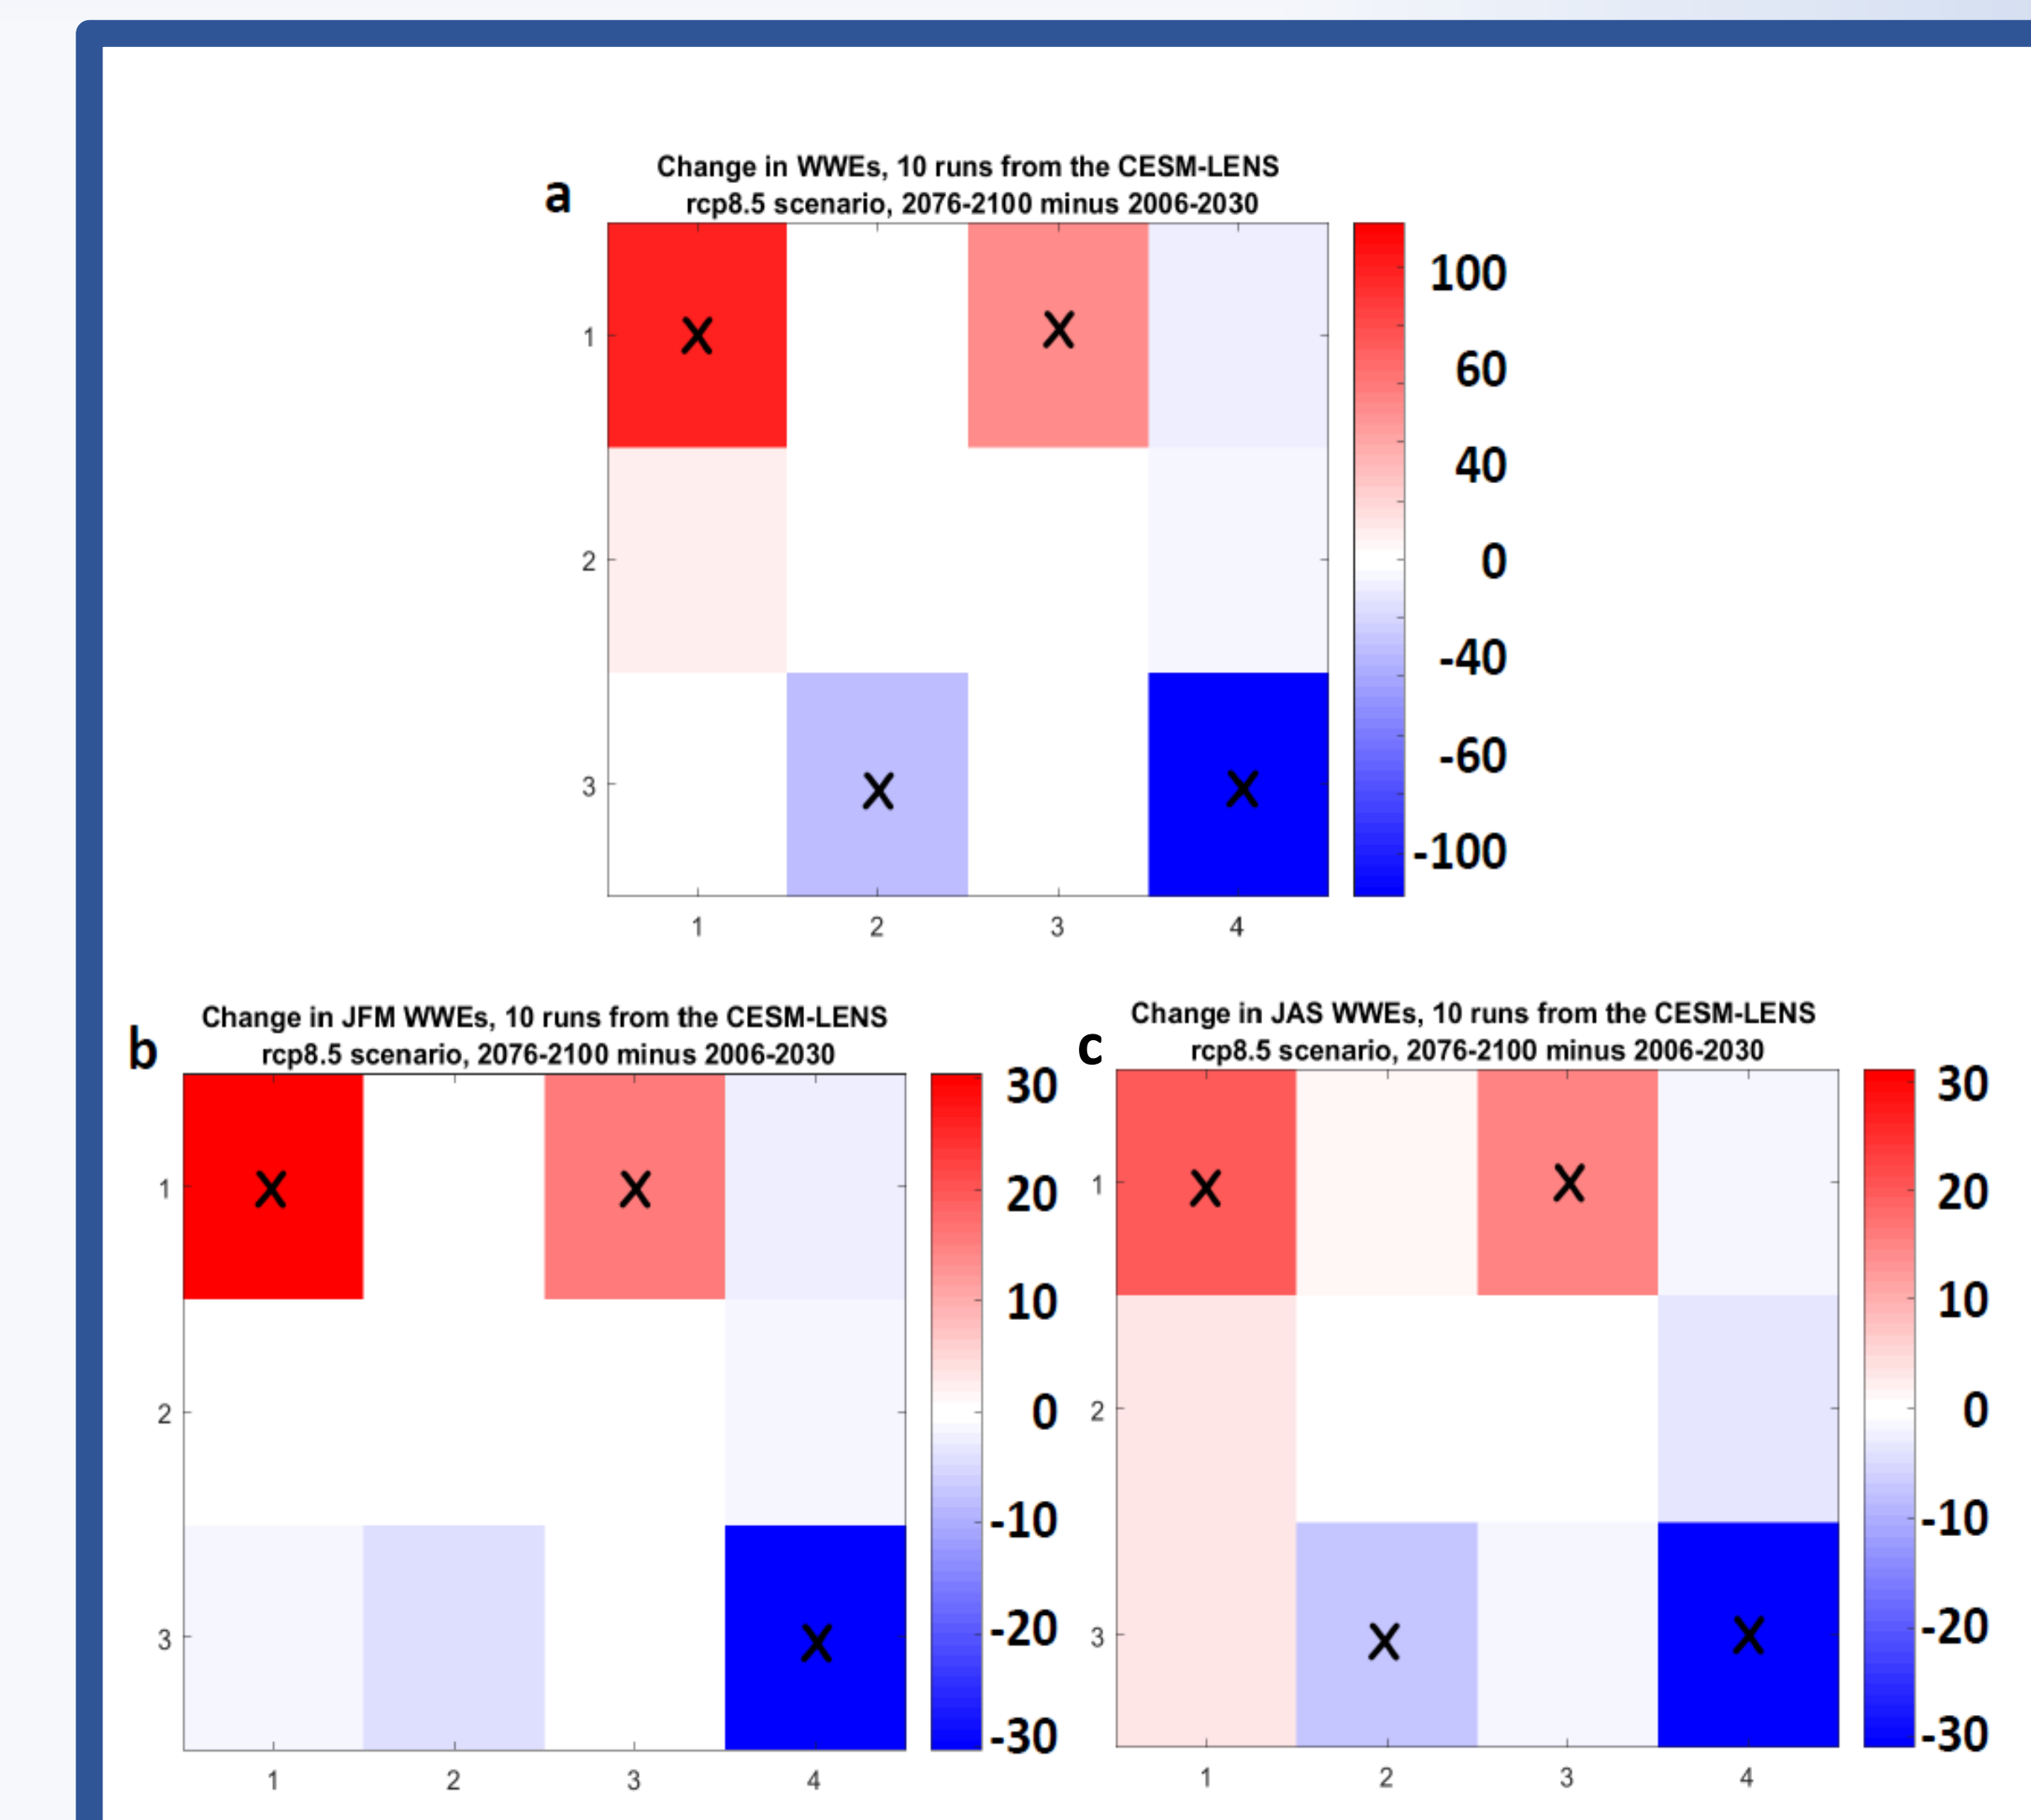 Change in WWEs, 10 runs from the CESM-LENS
a
rcp8.5 scenario, 2076-2100 minus 2006-2030
X
X
X
X
1
2
3
1
2
3
4
100
60
40
0
-40
-60
-100
Change in JFM WWEs, 10 runs from the CESM-LENS
b
rcp8.5 scenario, 2076-2100 minus 2006-2030
X
X
X
1
2
3
1
2
3
4
30
20
10
0
-10
-20
-30
Change in JAS WWEs, 10 runs from the CESM-LENS
c
rcp8.5 scenario, 2076-2100 minus 2006-2030
X
X
X
X
1
2
3
1
2
3
4
30
20
10
0
-10
-20
-30